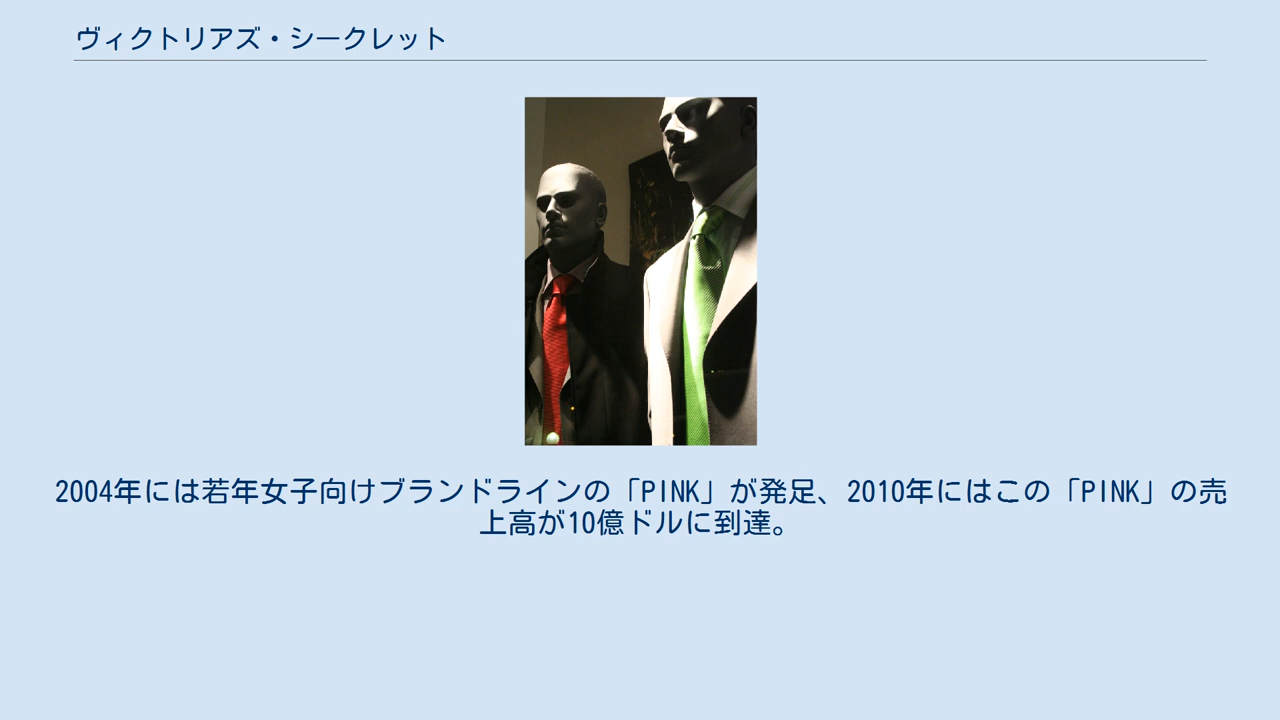 ヴィクトリアズ・シークレット
2004年には若年女子向けブランドラインの「PINK」が発足、2010年にはこの「PINK」の売
上高が10億ドルに到達。